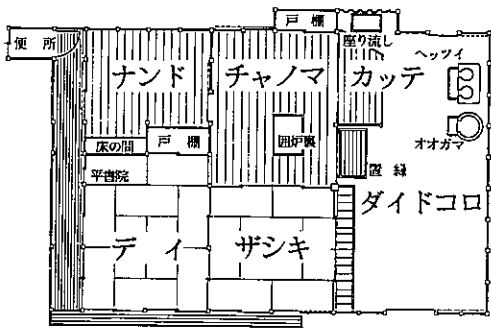 戸棚
便所
座り流し
ヘッツイ
ナンド
チャノマ
カッテ
オオガマ
床の間
戸棚
囲炉裏
置縁
平書院
ダイドコロ
デイ
ザシキ